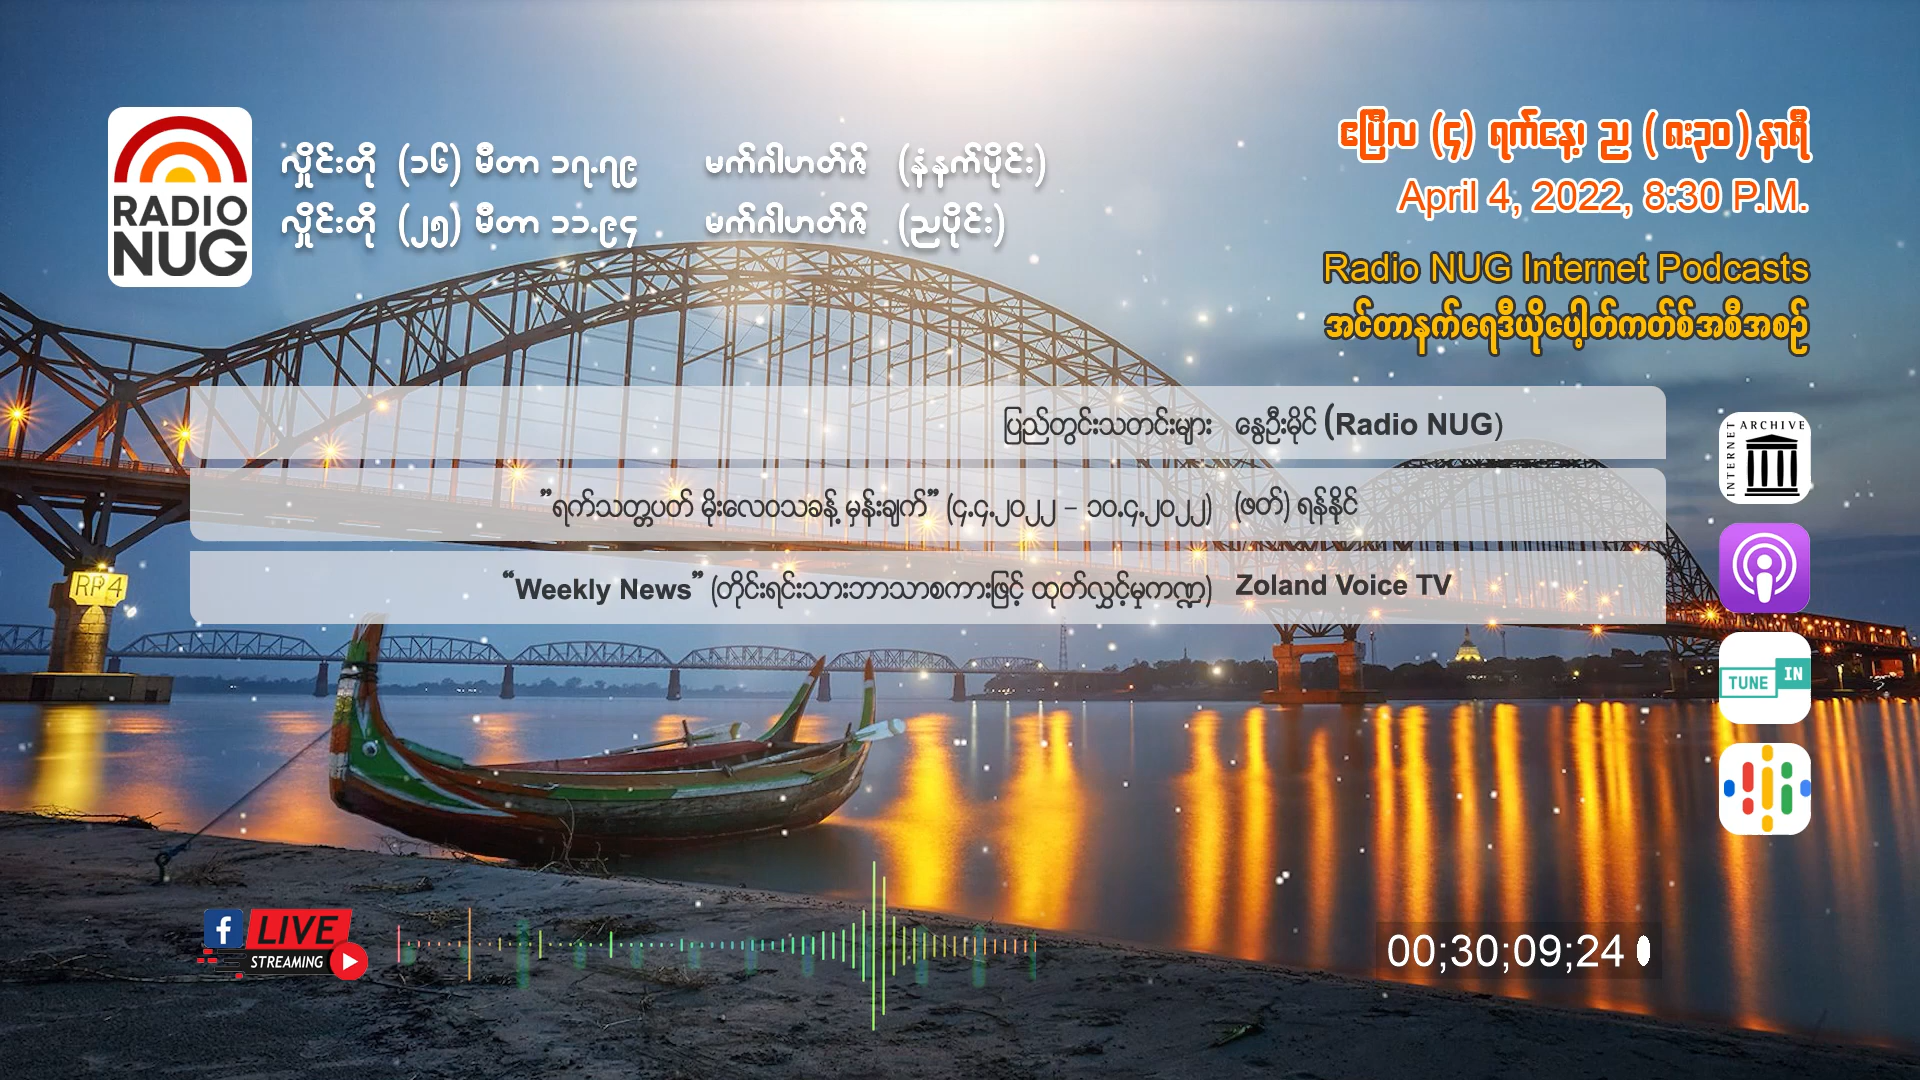 RADIO
NUG
လှိုင်းတို (၁၆) မီတာ ၁၇.၇၉ မက်ဂါဟတ်ဇ် (နံနက်ပိုင်း)
လှိုင်းတို (၂၅) မီတာ ၁၁.၉၄ မက်ဂါဟတ်ဇ် (ညပိုင်း)
ဧပြီလ (၄) ရက်နေ့၊ ည (၈း၃၀) နာရီ
April 4, 2022, 8:30 P.M.
Radio NUG Internet Podcasts
အင်တာနက်ရေဒီယိုပေါ့တ်ကတ်စ်အစီအစဉ်
ပြည်တွင်းသတင်းများ နွေဦးမိုင် (Radio NUG)
”ရက်သတ္တပတ် မိုးလေဝသခန့် မှန်းချက်” (၄.၄.၂၀၂၂ – ၁၀.၄.၂၀၂၂) (ဖတ်) ရန်နိုင်
“Weekly News” (တိုင်းရင်းသားဘာသာစကားဖြင့် ထုတ်လွှင့်မှုကဏ္ဍ) Zoland Voice TV
INTERNET ARCHIVE
RP4
TUNE IN
f LIVE
STREAMING
00;30;09;24